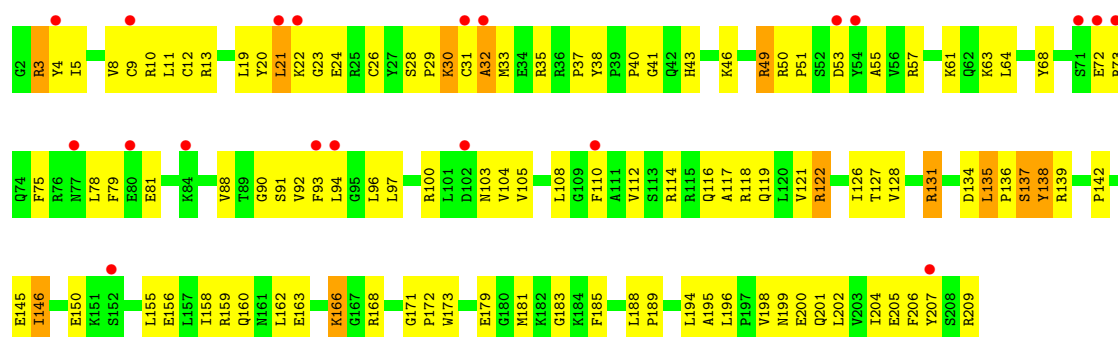 G2 R3 Y4 I5 V8 C9 R10 L11 C12 R13 L19 Y20 L21 K22 G23 E24 R25 C26 Y27 S28 P29 K30 C31 A32 M33 E34 R35 R36 P37 Y38 P39 P40 G41 Q42 H43 K46 R49 R50 P51 S52 D53 Y54 A55 V56 R57 K61 Q62 K63 L64 Y68 S71 E72 R73
Q74 F75 R76 N77 L78 F79 E80 E81 K84 V88 T89 G90 S91 V92 F93 L94 G95 L96 L97 R100 L101 D102 N103 V104 V105 L108 G109 F110 A111 V112 S113 R114 R115 Q116 A117 R118 Q119 L120 V121 R122 I126 T127 V128 R131 D134 L135 P136 S137 Y138 R139 P142
E145 I146 E150 K151 S152 L155 E156 L157 I158 R159 Q160 N161 L162 E163 K166 G167 R168 G171 P172 W173 E179 G180 M181 K182 G183 K184 F185 L188 P189 L194 A195 L196 P197 V198 N199 E200 Q201 L202 V203 I204 E205 F206 Y207 S208 R209